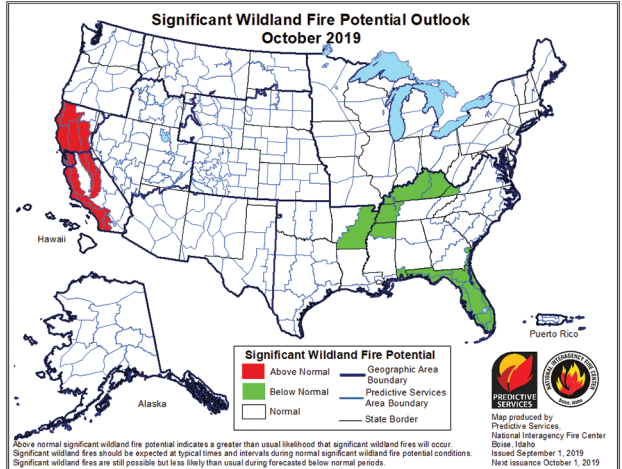 Significant Wildland Fire Potential Outlook
October 2019
Hawaii
Alaska
Puerto Rico
Significant Wildland Fire Potential
Above Normal
Below Normal
Normal
Geographic Area
Boundary
Predictive Services
Area Boundary
State Border
PREDICTIVE
SERVICES
NATIONAL INTERAGENCY FIRE CENTER
Boise, Idaho
Map produced by
Predictive Services,
National Interagency Fire Center
Boise, Idaho
Issued September 1, 2019
Next issuance October 1, 2019
Above normal significant wildland fire potential indicates a greater than usual likelihood that significant wildland fires will occur.
Significant wildland fires should be expected at typical times and intervals during normal significant wildland fire potential conditions.
Significant wildland fires are still possible but less likely than usual during forecasted below normal periods.